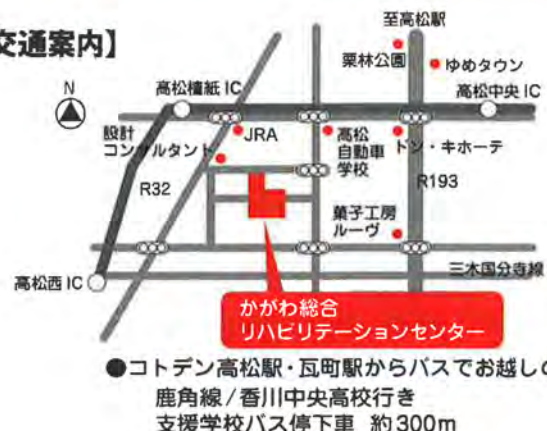 交通案内】
至高松駅
栗林公園
ゆめタウン
N
高松檀紙 IC
高松中央 IC
設計
コンサルタント
JRA
高松
自動車
学校
ドン・キホーテ
R32
R193
菓子工房
ルーヴ
高松西 IC
三木国分寺線
かがわ総合
リハビリテーションセンター
●コトデン高松駅・瓦町駅からバスでお越しの
鹿角線/香川中央高校行き
支援学校バス停下車 約300m